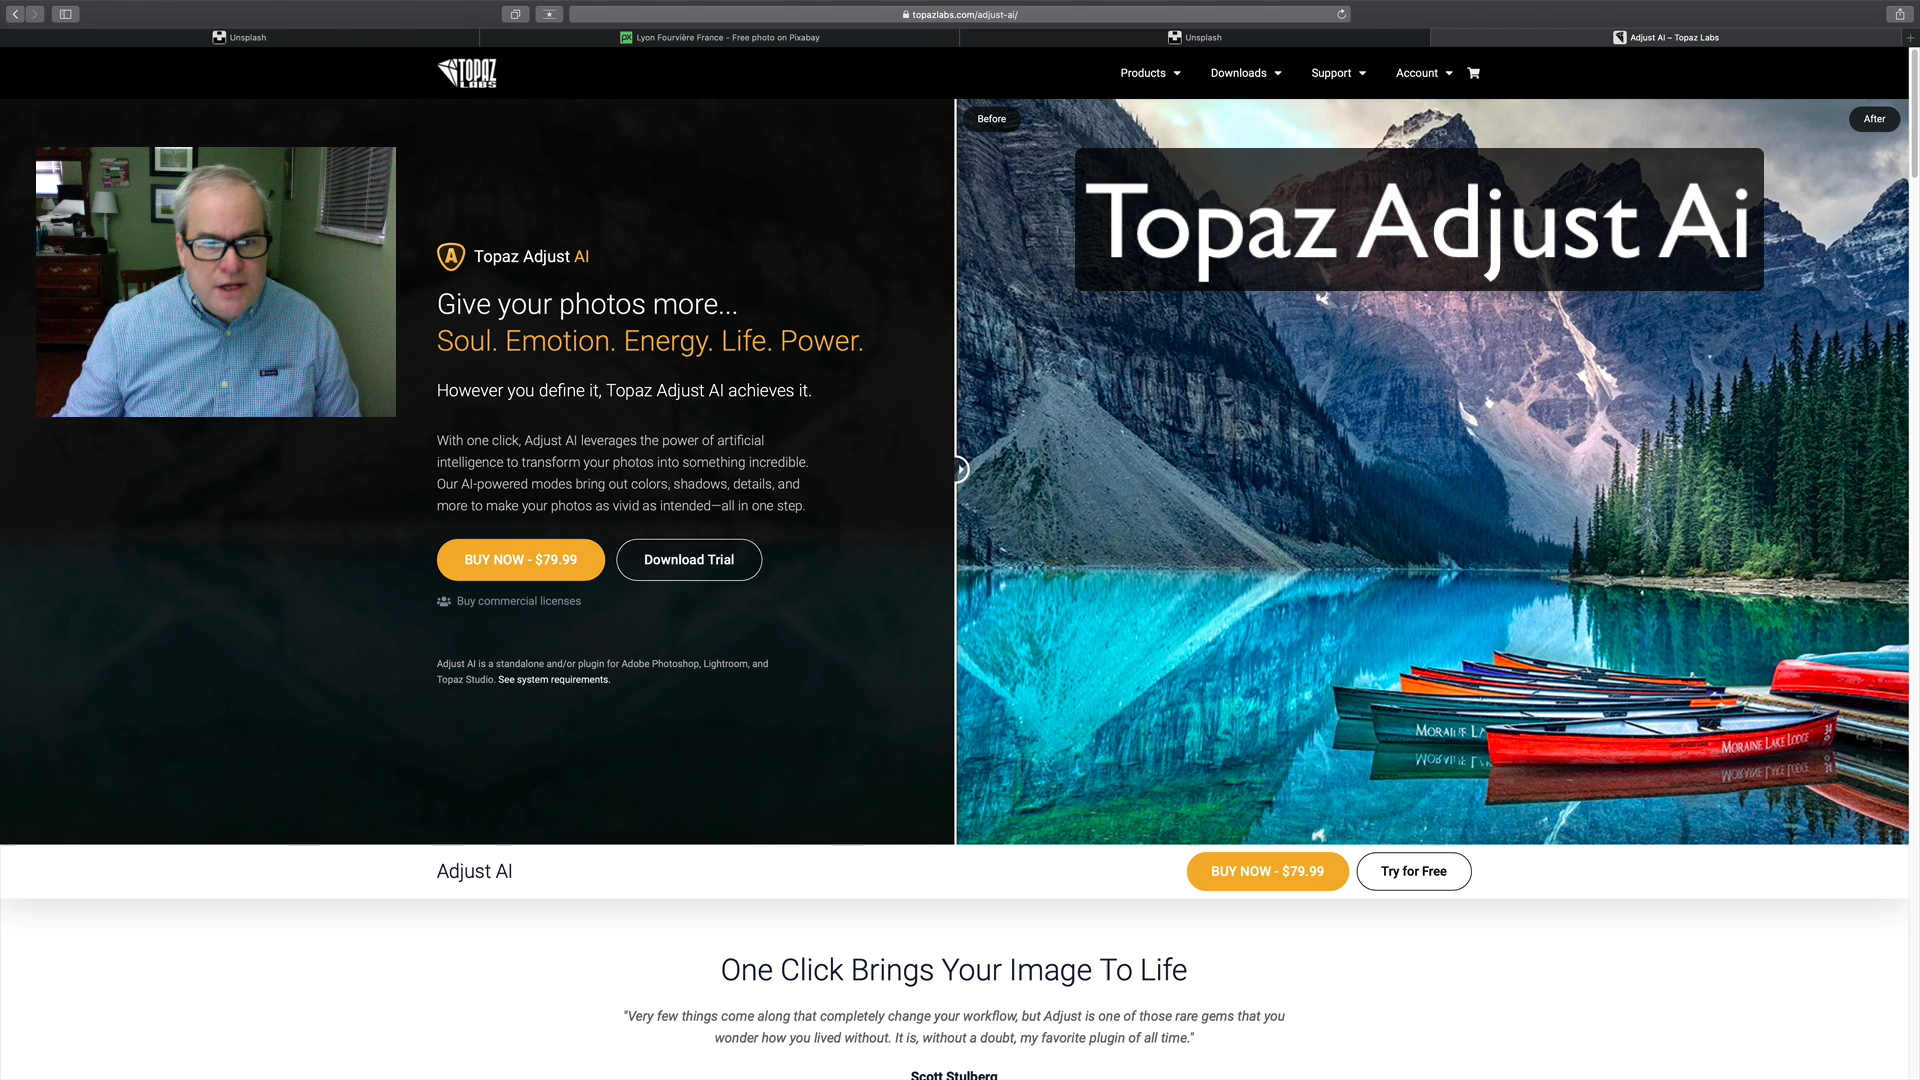 topazlabs.com/adjust-ai/
Unsplash
Lyon Fourvière France - Free photo on Pixabay
Unsplash
Adjust AI – Topaz Labs
TOPAZ
LABS
Products
Downloads
Support
Account
Before
After
Topaz Adjust Ai
Topaz Adjust AI
Give your photos more...
Soul. Emotion. Energy. Life. Power.
However you define it, Topaz Adjust AI achieves it.
With one click, Adjust AI leverages the power of artificial
intelligence to transform your photos into something incredible.
Our AI-powered modes bring out colors, shadows, details, and
more to make your photos as vivid as intended—all in one step.
BUY NOW - $79.99
Download Trial
Buy commercial licenses
Adjust AI is a standalone and/or plugin for Adobe Photoshop, Lightroom, and
Topaz Studio. See system requirements.
MORAINE LA
MORAINE LAKE LODGE
34
Adjust AI
BUY NOW - $79.99
Try for Free
One Click Brings Your Image To Life
"Very few things come along that completely change your workflow, but Adjust is one of those rare gems that you
wonder how you lived without. It is, without a doubt, my favorite plugin of all time."
Scott Stulberg